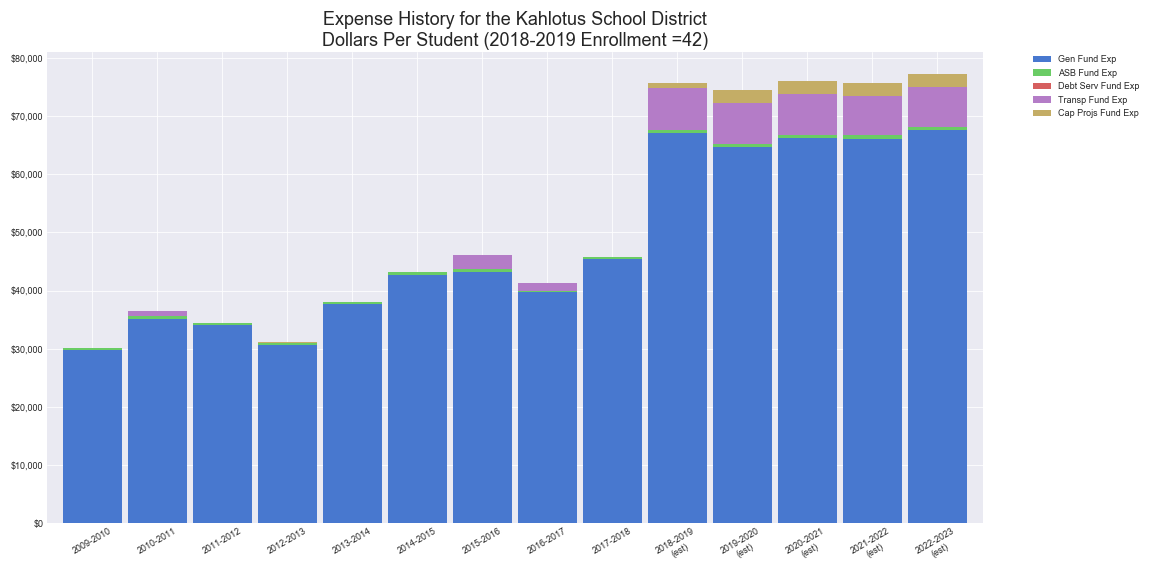 Expense History for the Kahlotus School District
Dollars Per Student (2018-2019 Enrollment =42)
Gen Fund Exp
ASB Fund Exp
Debt Serv Fund Exp
Transp Fund Exp
Cap Projs Fund Exp
$80,000
$70,000
$60,000
$50,000
$40,000
$30,000
$20,000
$10,000
$0
2009-2010
2010-2011
2011-2012
2012-2013
2013-2014
2014-2015
2015-2016
2016-2017
2017-2018
2018-2019
(est)
2019-2020
(est)
2020-2021
(est)
2021-2022
(est)
2022-2023
(est)